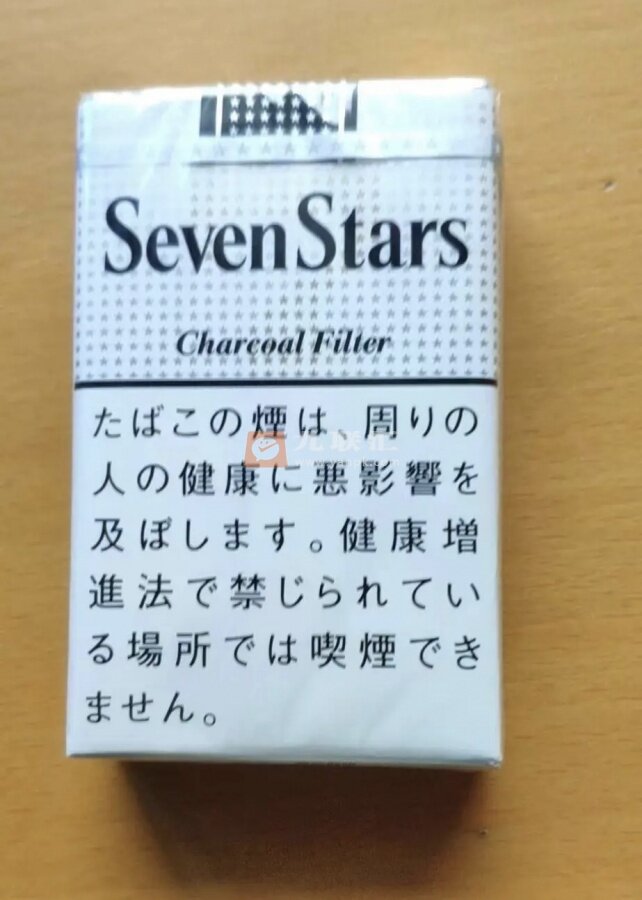 Seven Stars
Charcoal Filter
たばこの煙は、周りの
人の健康に悪影響を
及ぼします。健康増
進法で禁じられてい
る場所では喫煙でき
ません。